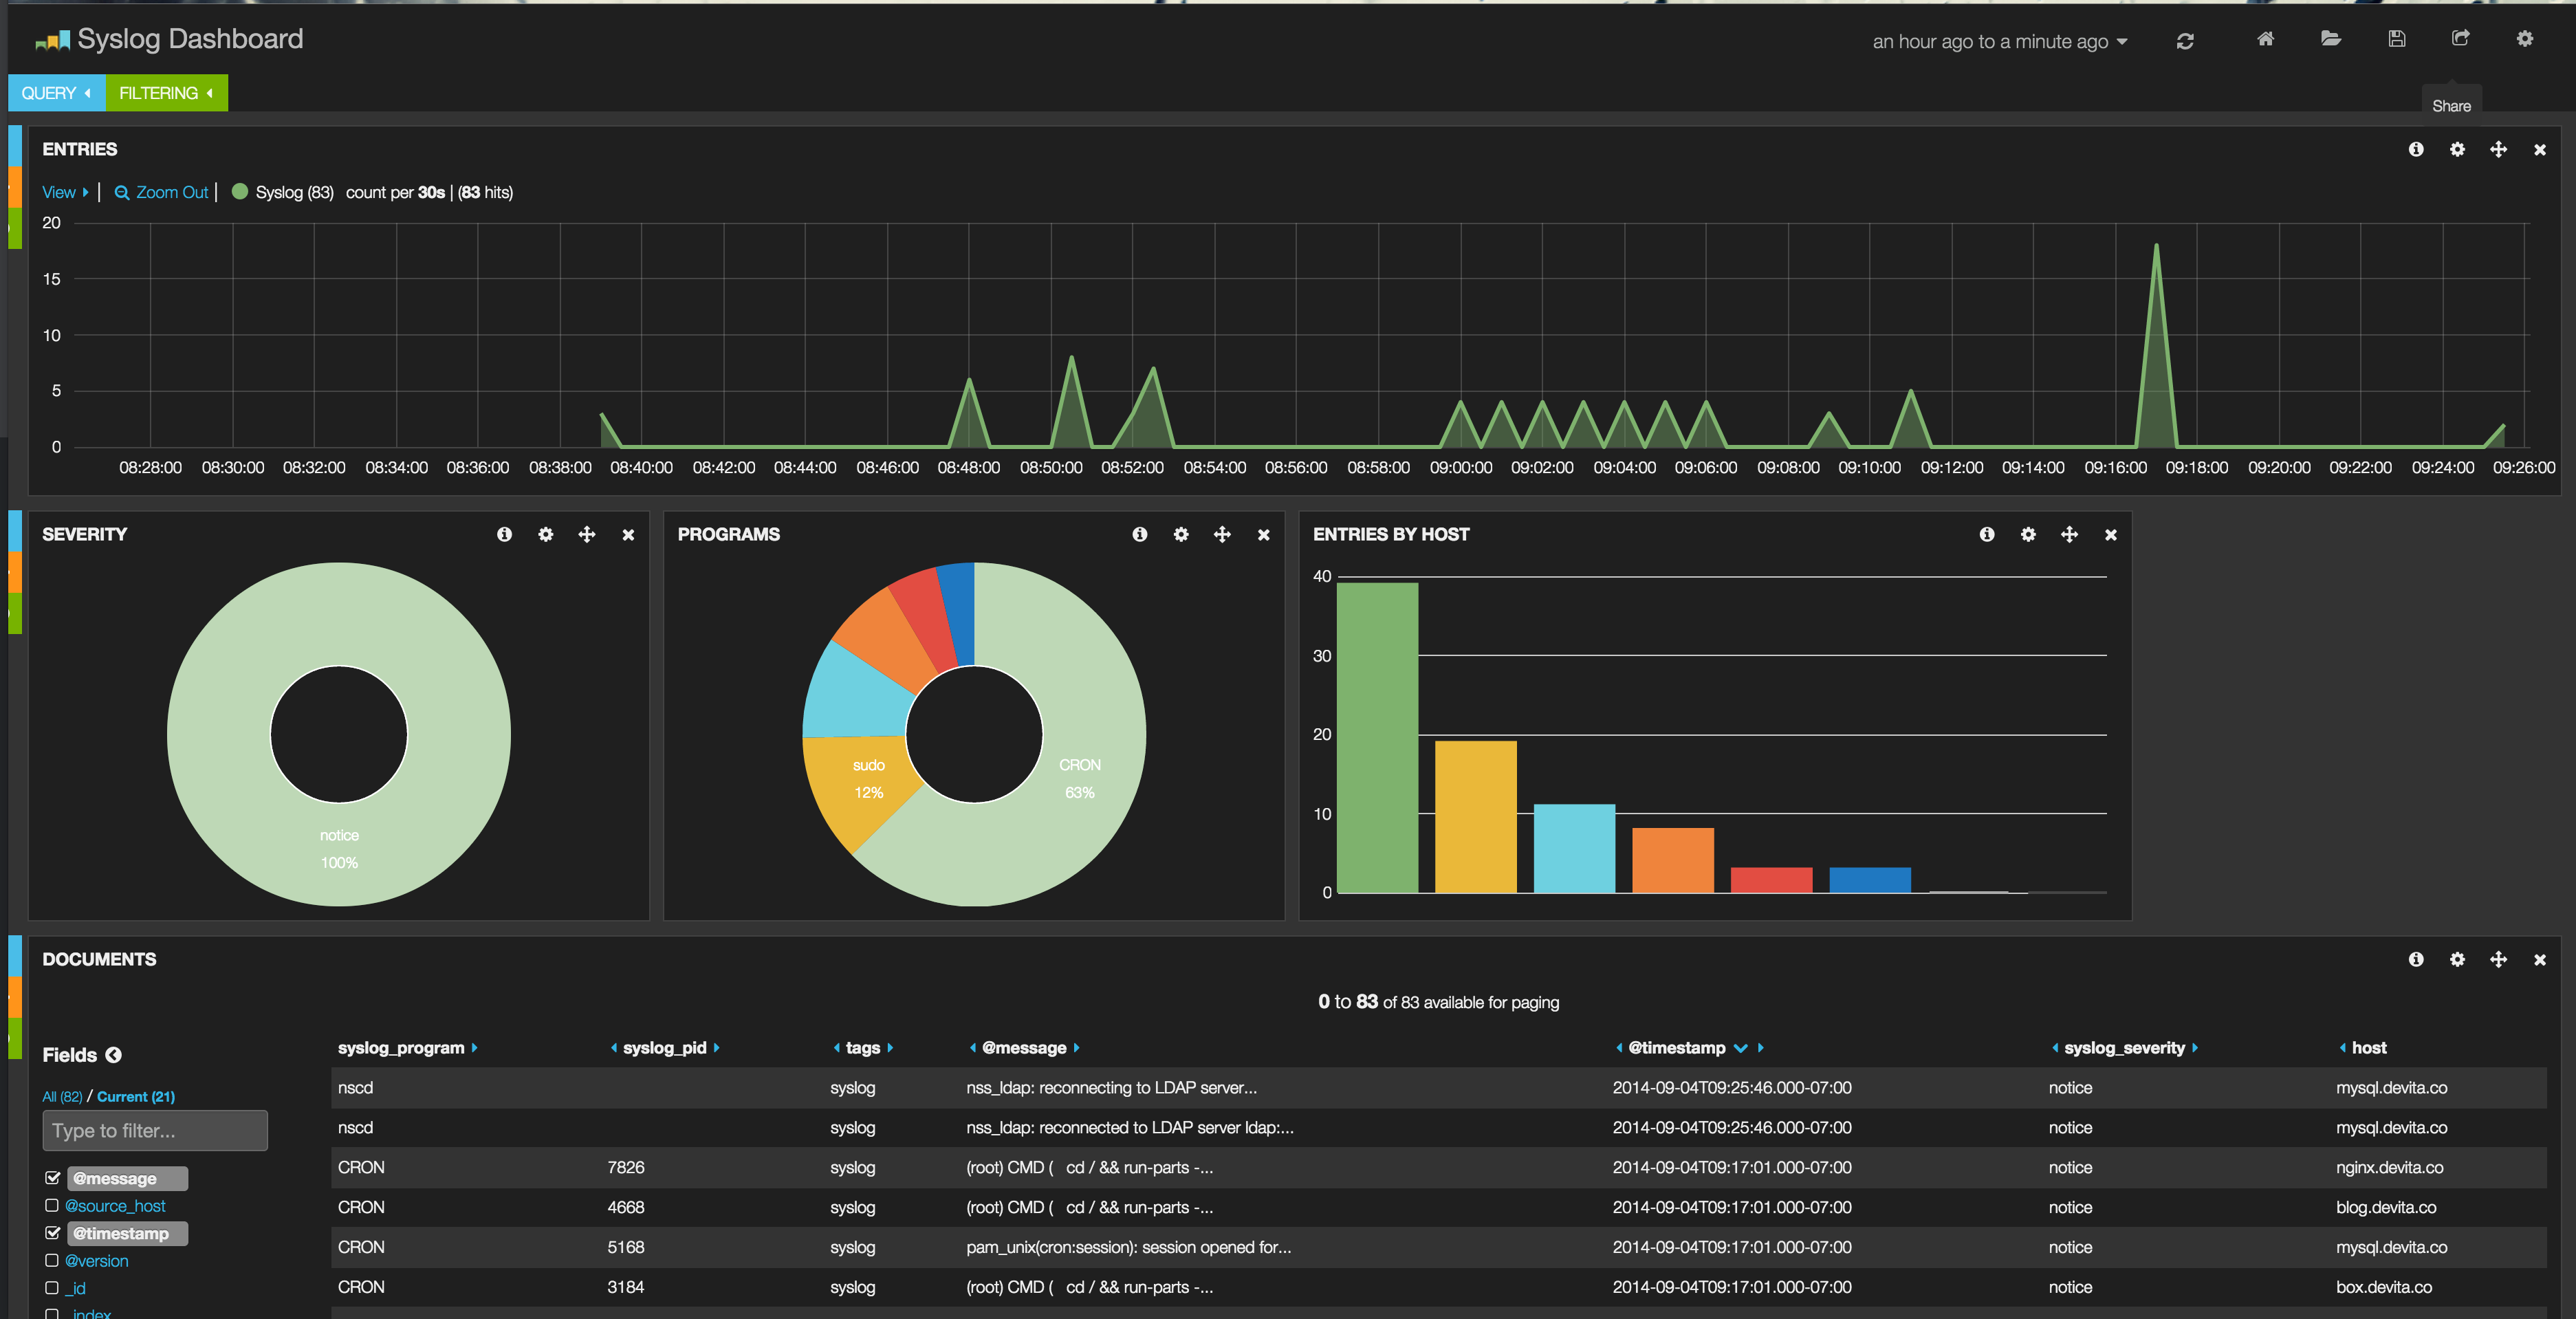 Syslog Dashboard
an hour ago to a minute ago
QUERY FILTERING
Share
ENTRIES
View | Zoom Out | Syslog (83) count per 30s | (83 hits)
20
15
10
5
0
08:28:00 08:30:00 08:32:00 08:34:00 08:36:00 08:38:00 08:40:00 08:42:00 08:44:00 08:46:00 08:48:00 08:50:00 08:52:00 08:54:00 08:56:00 08:58:00 09:00:00 09:02:00 09:04:00 09:06:00 09:08:00 09:10:00 09:12:00 09:14:00 09:16:00 09:18:00 09:20:00 09:22:00 09:24:00 09:26:00
SEVERITY
notice
100%
PROGRAMS
sudo
12%
CRON
63%
ENTRIES BY HOST
40
30
20
10
0
DOCUMENTS
0 to 83 of 83 available for paging
Fields
All (82) / Current (21)
Type to filter...
@message
@source_host
@timestamp
@version
_id
_index
syslog_program syslog_pid tags @message @timestamp syslog_severity host
nscd syslog nss_ldap: reconnecting to LDAP server... 2014-09-04T09:25:46.000-07:00 notice mysql.devita.co
nscd syslog nss_ldap: reconnected to LDAP server ldap:... 2014-09-04T09:25:46.000-07:00 notice mysql.devita.co
CRON 7826 syslog (root) CMD ( cd / && run-parts -... 2014-09-04T09:17:01.000-07:00 notice nginx.devita.co
CRON 4668 syslog (root) CMD ( cd / && run-parts -... 2014-09-04T09:17:01.000-07:00 notice blog.devita.co
CRON 5168 syslog pam_unix(cron:session): session opened for... 2014-09-04T09:17:01.000-07:00 notice mysql.devita.co
CRON 3184 syslog (root) CMD ( cd / && run-parts -... 2014-09-04T09:17:01.000-07:00 notice box.devita.co